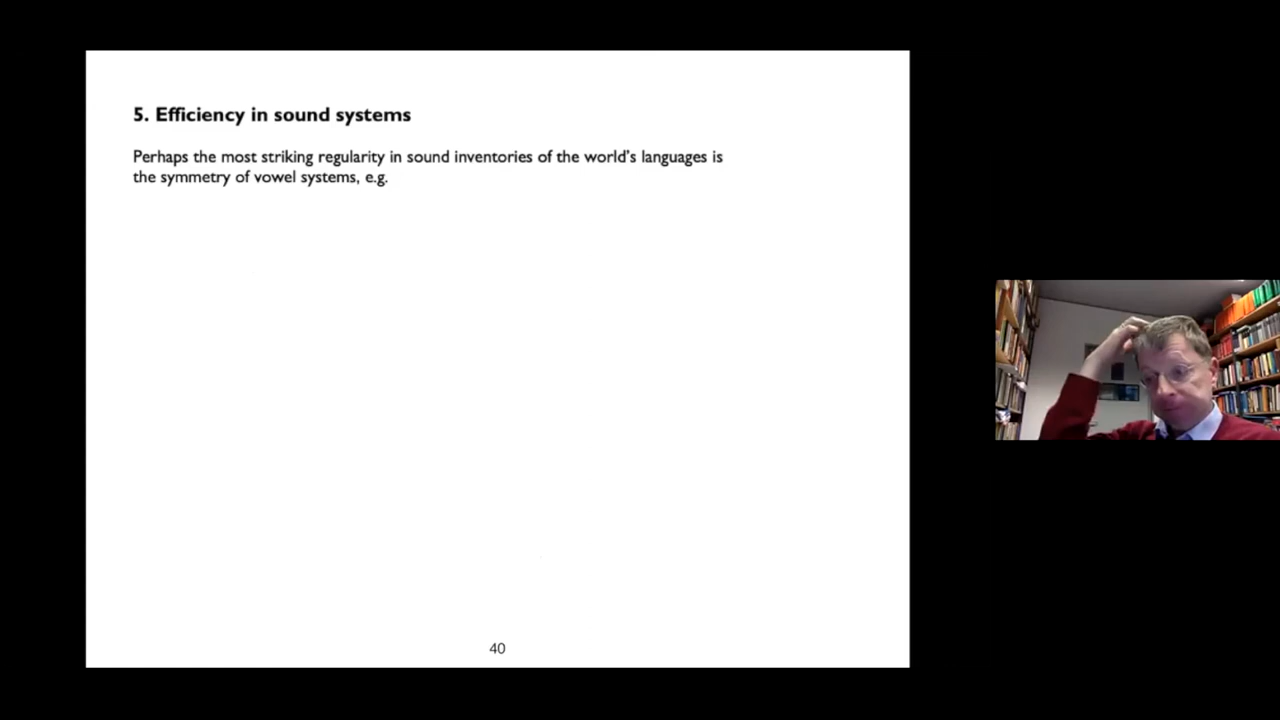 5. Efficiency in sound systems
Perhaps the most striking regularity in sound inventories of the world's languages is
the symmetry of vowel systems, e.g.
40